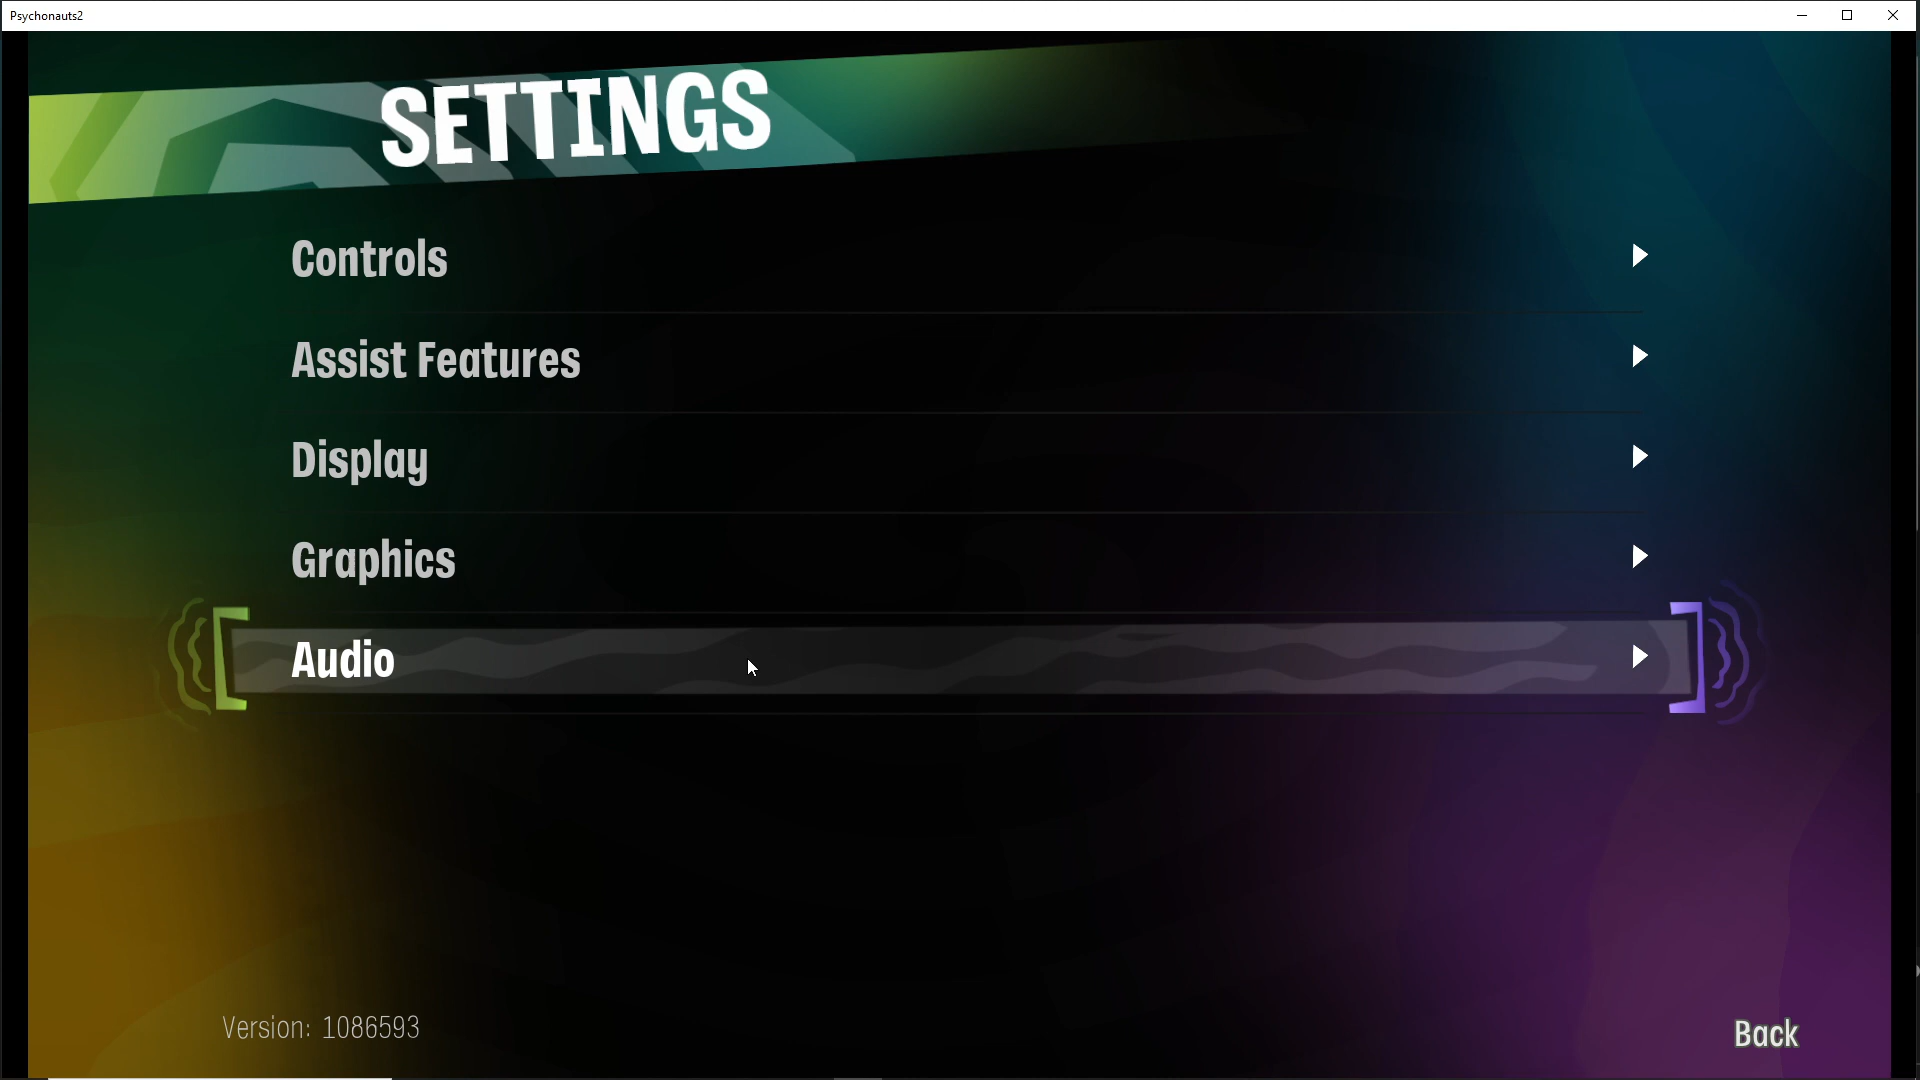 Psychonauts2
SETTINGS
Controls
Assist Features
Display
Graphics
Audio
Version: 1086593
Back